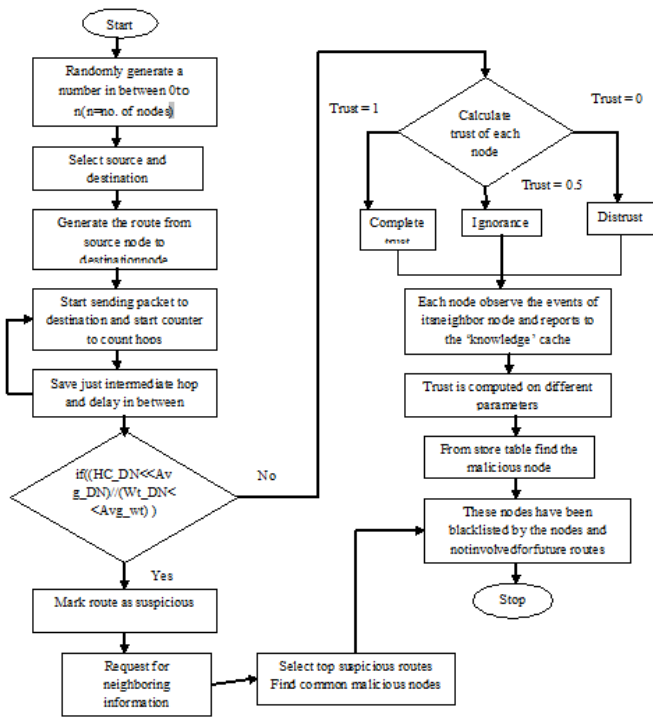 Start
Randomly generate a
number in between 0to
n(n=no. of nodes)
Select source and
destination
Generate the route from
source node to
destinationnode
Start sending packet to
destination and start counter
to count hops
Save just intermediate hop
and delay in between
if((HC_DN<<Av
g_DN)//(Wt_DN<
<Avg_wt) )
No
Yes
Mark route as suspicious
Request for
neighboring
information
Select top suspicious routes
Find common malicious nodes
Calculate
trust of each
node
Trust = 1
Trust = 0
Trust = 0.5
Complete
trust
Ignorance
Distrust
Each node observe the events of
itsneighbor node and reports to
the ‘knowledge’ cache
Trust is computed on different
parameters
From store table find the
malicious node
These nodes have been
blacklisted by the nodes and
notinvolvedforfuture routes
Stop